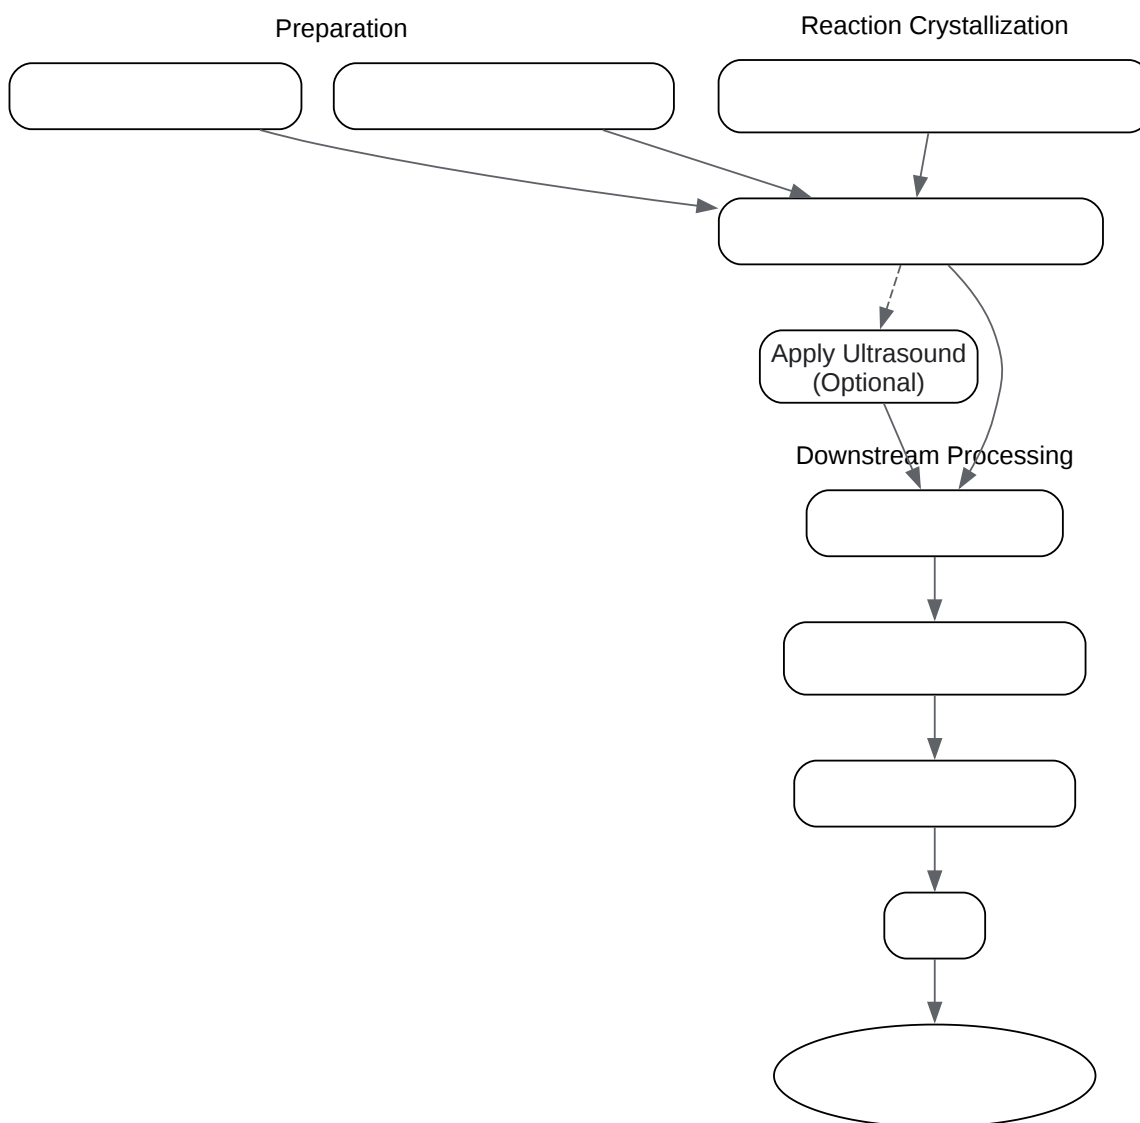 Preparation
Reaction Crystallization
Apply Ultrasound
(Optional)
Downstream Processing